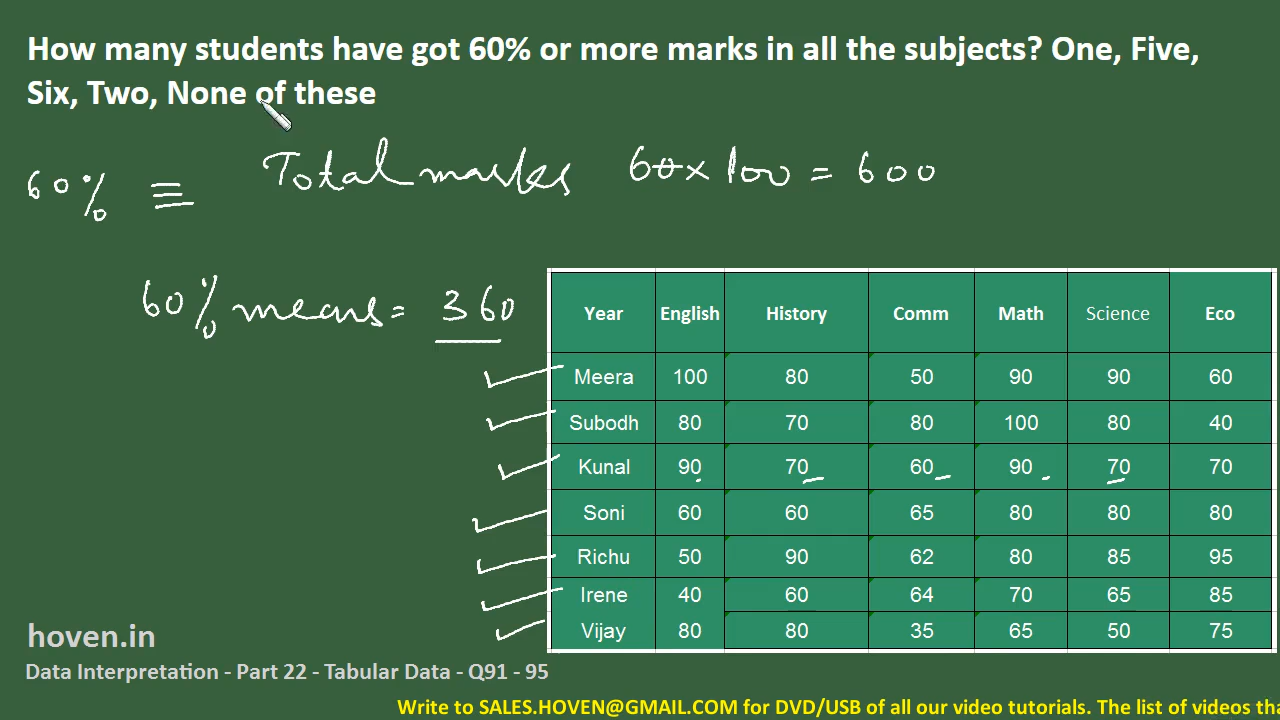 How many students have got 60% or more marks in all the subjects? One, Five,
Six, Two, None of these
60% ≡ Total marks 60 x 100 = 600
60% means = 360
Year English History Comm Math Science Eco
Meera 100 80 50 90 90 60
Subodh 80 70 80 100 80 40
Kunal 90 70 60 90 70 70
Soni 60 60 65 80 80 80
Richu 50 90 62 80 85 95
Irene 40 60 64 70 65 85
Vijay 80 80 35 65 50 75
hoven.in
Data Interpretation - Part 22 - Tabular Data - Q91 - 95
Write to SALES.HOVEN@GMAIL.COM for DVD/USB of all our video tutorials. The list of videos tha